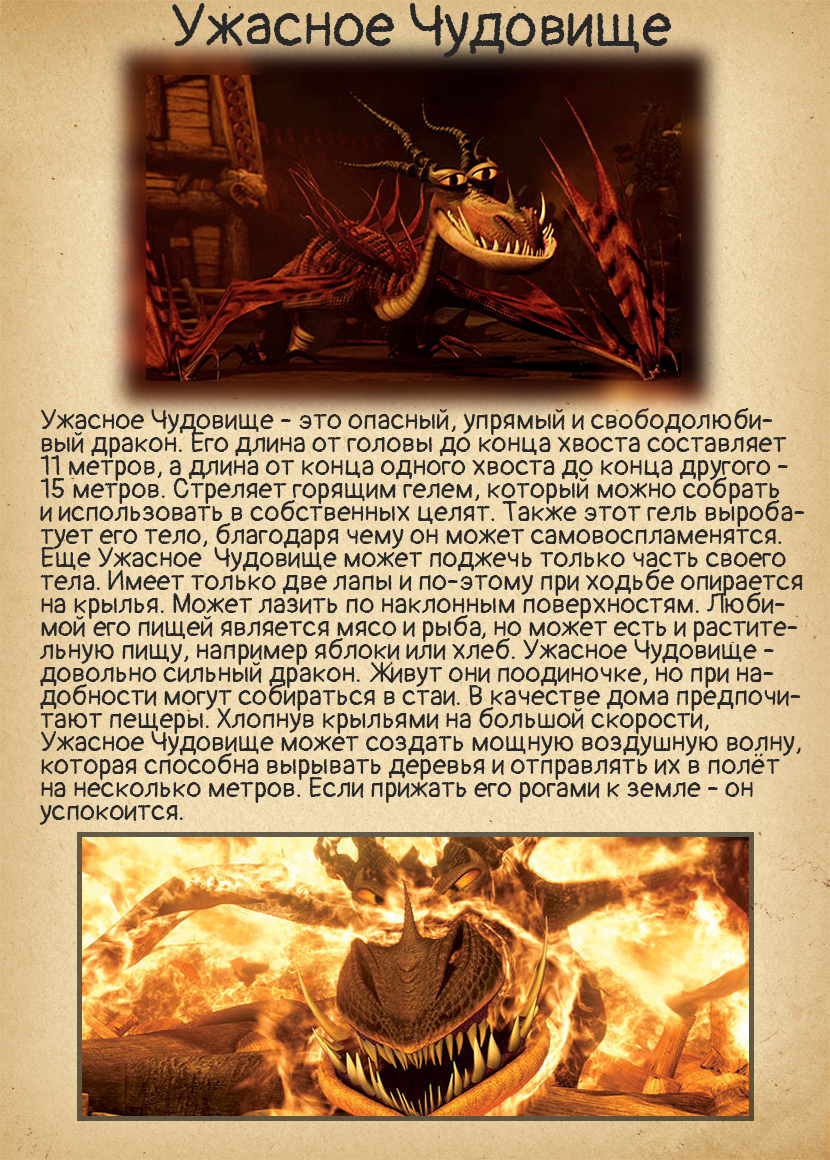 Ужасное Чудовище
Ужасное Чудовище - это опасный, упрямый и свободолюби-
вый дракон. Его длина от головы до конца хвоста составляет
11 метров, а длина от конца одного хвоста до конца другого -
15 метров. Стреляет горящим гелем, который можно собрать
и использовать в собственных целят. Также этот гель выроба-
тует его тело, благодаря чему он может самовоспламенятся.
Еще Ужасное Чудовище может поджечь только часть своего
тела. Имеет только две лапы и по-этому при ходьбе опирается
на крылья. Может лазить по наклонным поверхностям. Люби-
мой его пищей является мясо и рыба, но может есть и растите-
льную пищу, например яблоки или хлеб. Ужасное Чудовище -
довольно сильный дракон. Живут они поодиночке, но при на-
добности могут собираться в стаи. В качестве дома предпочи-
тают пещеры. Хлопнув крыльями на большой скорости,
Ужасное Чудовище может создать мощную воздушную волну,
которая способна вырывать деревья и отправлять их в полёт
на несколько метров. Если прижать его рогами к земле - он
успокоится.